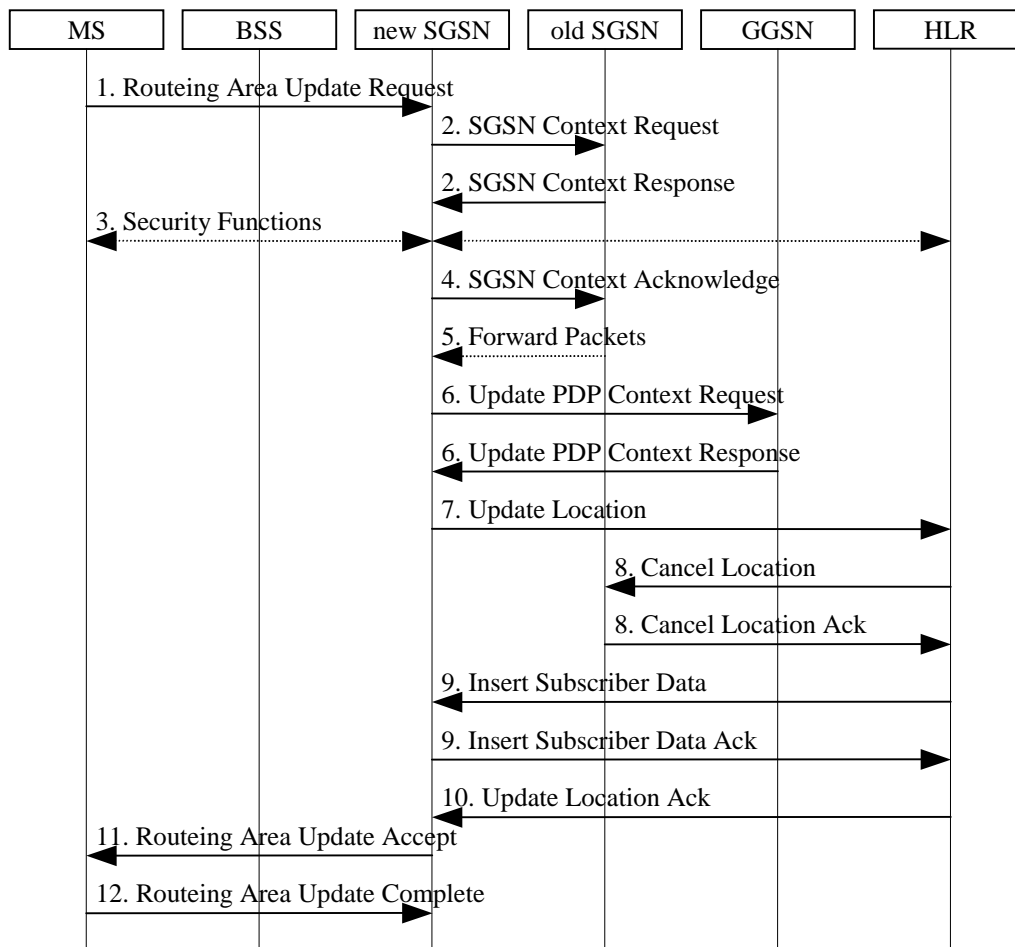 MS
BSS
new SGSN
old SGSN
GGSN
HLR
1. Routeing Area Update Request
2. SGSN Context Request
2. SGSN Context Response
3. Security Functions
4. SGSN Context Acknowledge
5. Forward Packets
6. Update PDP Context Request
6. Update PDP Context Response
7. Update Location
8. Cancel Location
8. Cancel Location Ack
9. Insert Subscriber Data
9. Insert Subscriber Data Ack
10. Update Location Ack
11. Routeing Area Update Accept
12. Routeing Area Update Complete